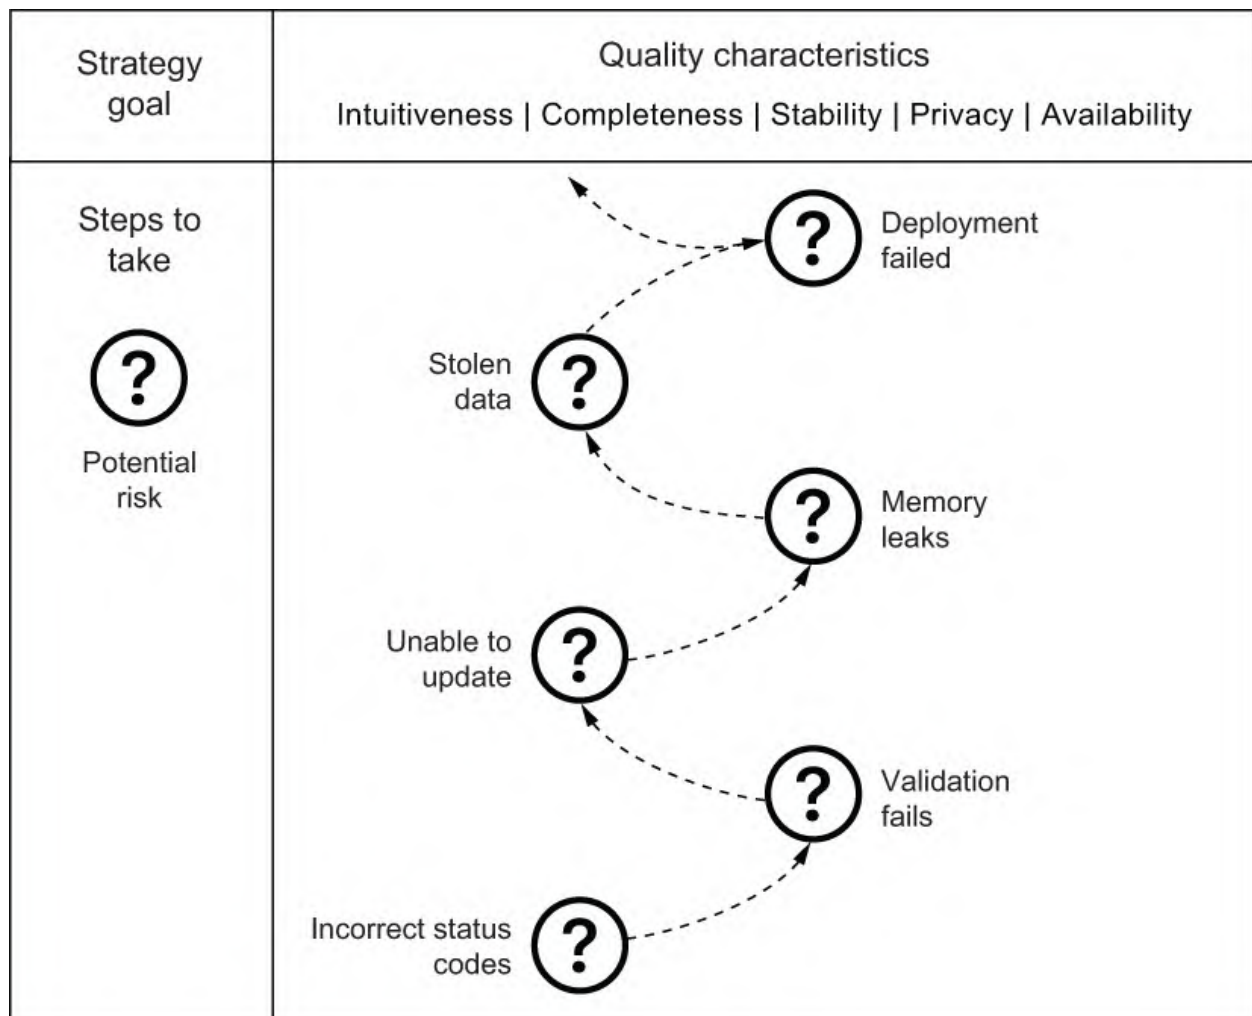 Strategy
goal
Quality characteristics
Intuitiveness | Completeness | Stability | Privacy | Availability
Steps to
take
?
Potential
risk
?
Deployment
failed
Stolen
data
?
?
Memory
leaks
Unable to
update
?
?
Validation
fails
Incorrect status
codes
?